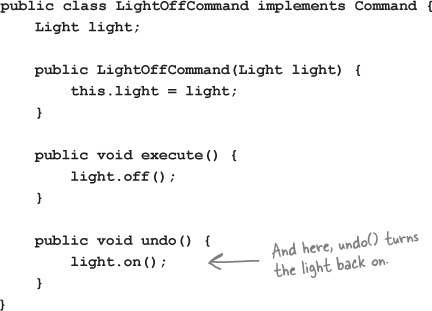 public class LightOffCommand implements Command {
    Light light;

    public LightOffCommand(Light light) {
        this.light = light;
    }

    public void execute() {
        light.off();
    }

    public void undo() {
        light.on();
    }
}
And here, undo() turns
the light back on.